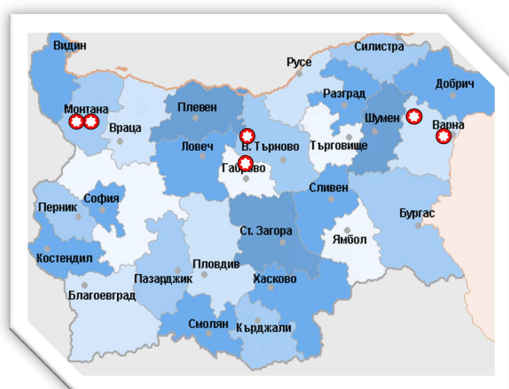 Видин
Силистра
Русе
Добрич
Разград
Монтана
Плевен
Шумен
Варна
Враца
Ловеч
В. Търново
Търговище
Габрово
Сливен
София
Перник
Бургас
Ст. Загора
Ямбол
Костендил
Пловдив
Пазарджик
Хасково
Благоевград
Смолян
Кърджали